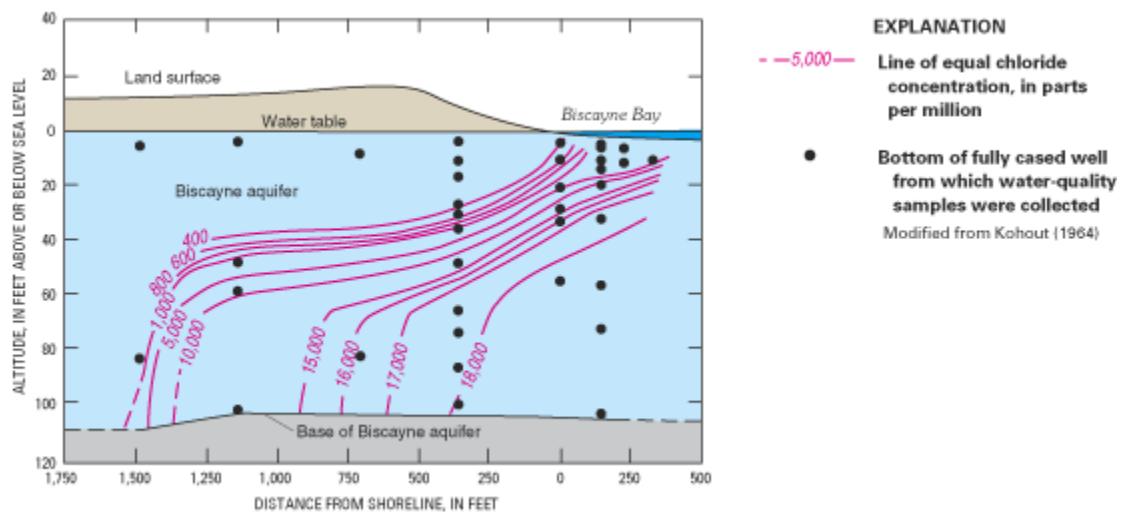 40
20
0
20
40
60
80
100
120
ALTITUDE, IN FEET ABOVE OR BELOW SEA LEVEL
Land surface
Water table
Biscayne Bay
Biscayne aquifer
400
600
800
1,000
5,000
10,000
15,000
16,000
17,000
18,000
Base of Biscayne aquifer
1,750
1,500
1,250
1,000
750
500
250
0
250
500
DISTANCE FROM SHORELINE, IN FEET
EXPLANATION
5,000
Line of equal chloride
concentration, in parts
per million
Bottom of fully cased well
from which water-quality
samples were collected
Modified from Kohout (1964)